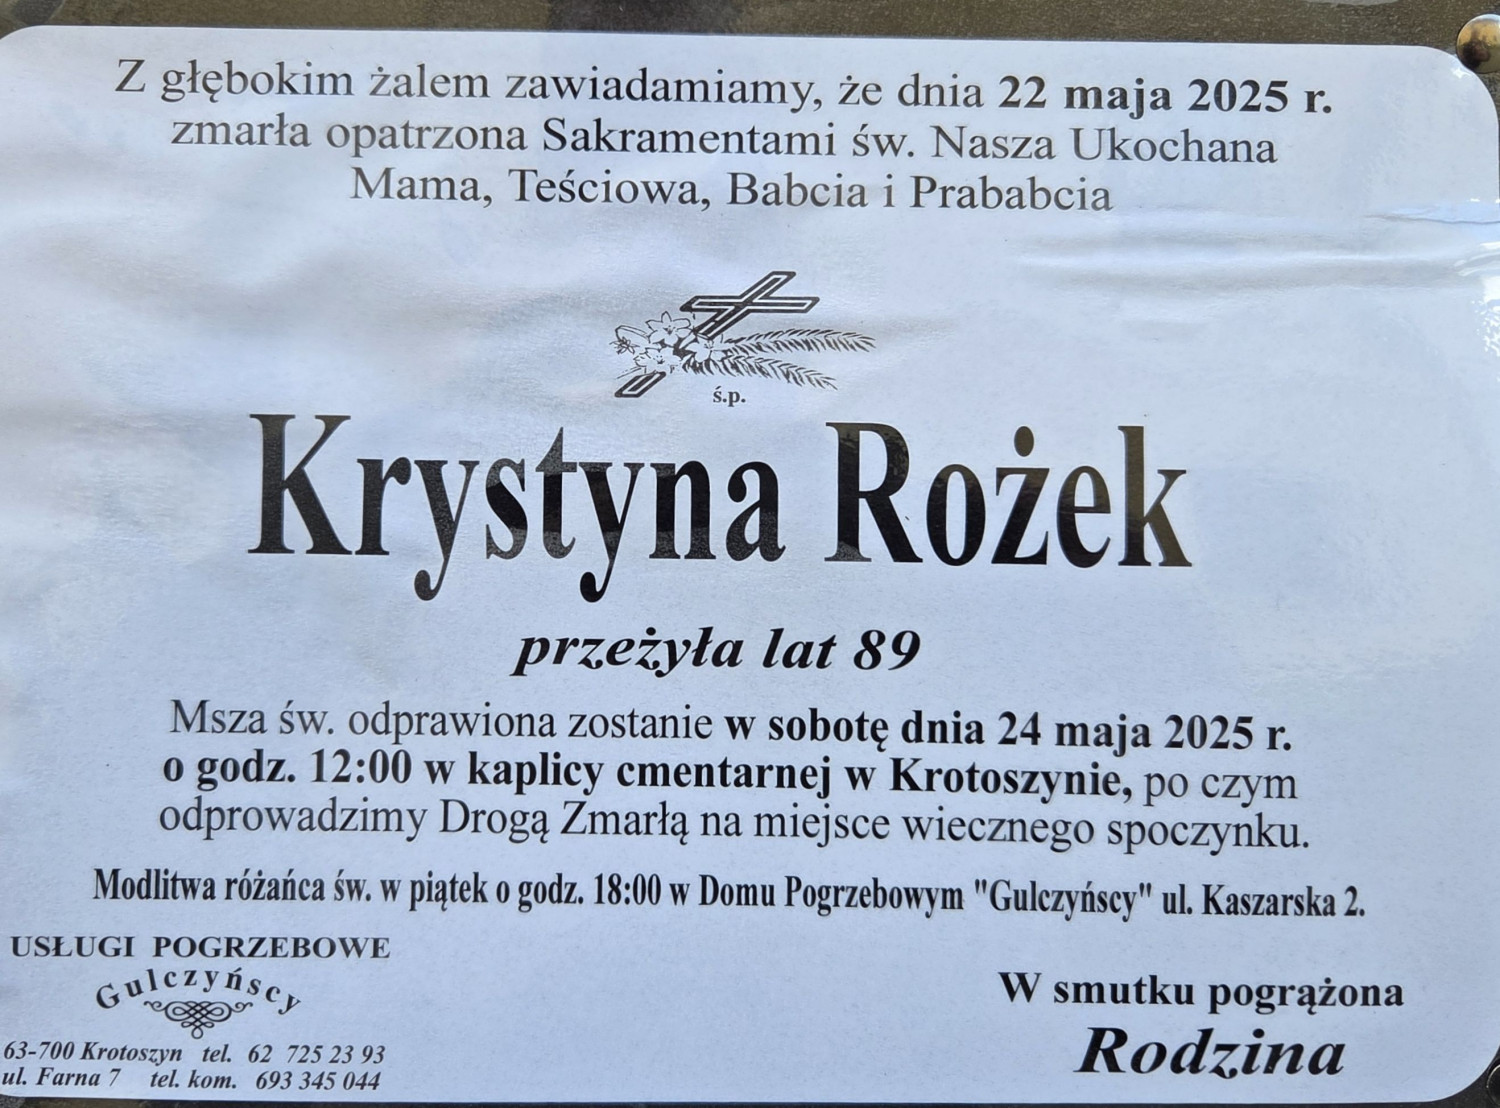 Z głębokim żalem zawiadamiamy, że dnia 22 maja 2025 r.
zmarła opatrzona Sakramentami św. Nasza Ukochana
Mama, Teściowa, Babcia i Prababcia
ś.p.
Krystyna Rożek
przeżyła lat 89
Msza św. odprawiona zostanie w sobotę dnia 24 maja 2025 r.
o godz. 12:00 w kaplicy cmentarnej w Krotoszynie, po czym
odprowadzimy Drogą Zmarłą na miejsce wiecznego spoczynku.
Modlitwa różańca św. w piątek o godz. 18:00 w Domu Pogrzebowym "Gulczyńscy" ul. Kaszarska 2.
USŁUGI POGRZEBOWE
Gulczyńscy
63-700 Krotoszyn tel. 62 725 23 93
ul. Farna 7 tel. kom. 693 345 044
W smutku pogrążona
Rodzina